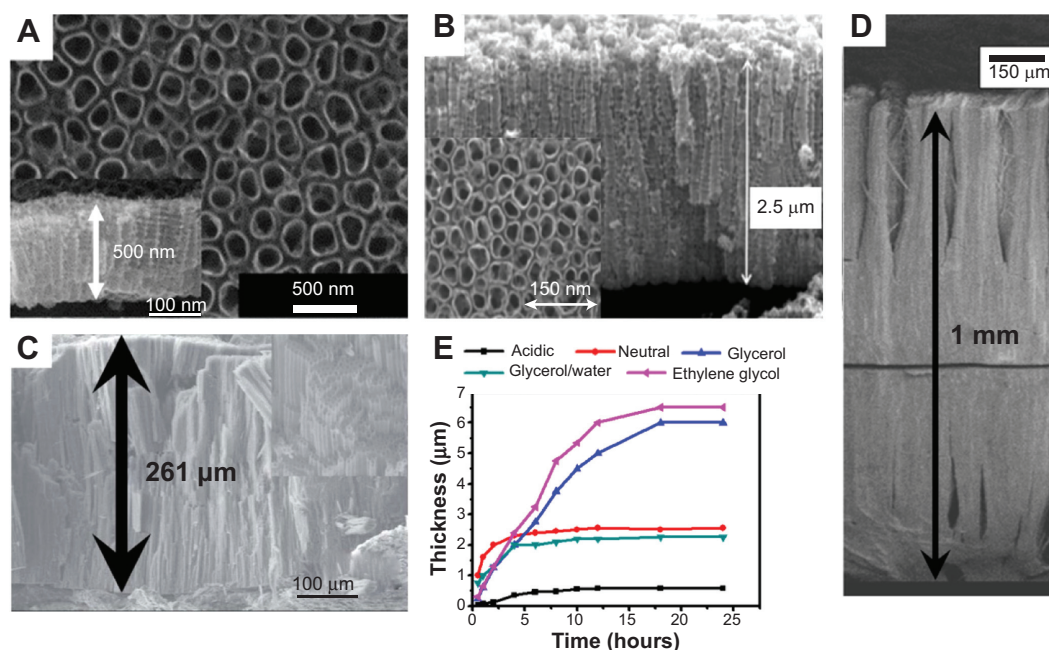 A
500 nm
100 nm
500 nm
B
2.5 μm
150 nm
C
261 μm
100 μm
D
150 μm
1 mm
E
Acidic Neutral Glycerol
Glycerol/water Ethylene glycol
Thickness (μm)
7
6
5
4
3
2
1
0
0 5 10 15 20 25
Time (hours)